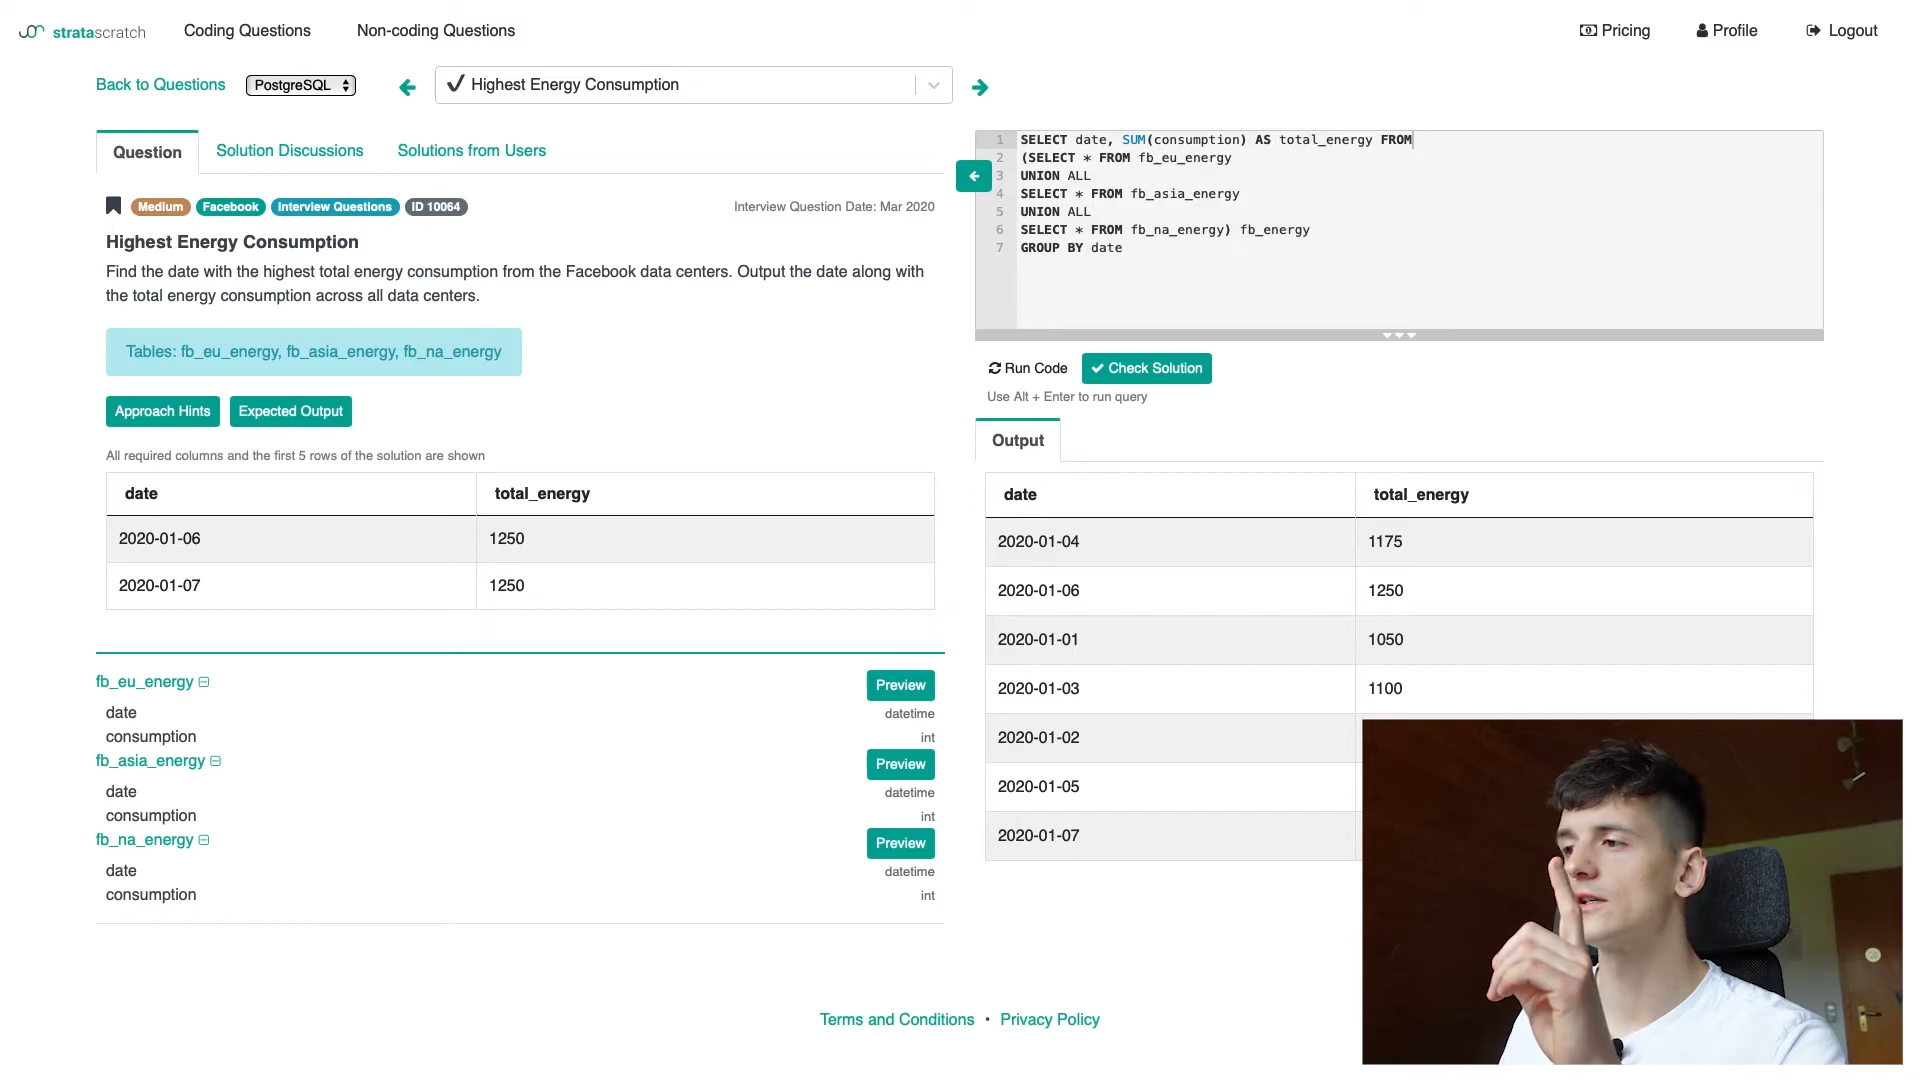 stratascratch
Coding Questions
Non-coding Questions
Pricing
Profile
Logout
Back to Questions
PostgreSQL
Highest Energy Consumption
Question
Solution Discussions
Solutions from Users
Medium
Facebook
Interview Questions
ID 10064
Interview Question Date: Mar 2020
Highest Energy Consumption
Find the date with the highest total energy consumption from the Facebook data centers. Output the date along with
the total energy consumption across all data centers.
Tables: fb_eu_energy, fb_asia_energy, fb_na_energy
Approach Hints
Expected Output
All required columns and the first 5 rows of the solution are shown
date total_energy
2020-01-06 1250
2020-01-07 1250
fb_eu_energy
Preview
date datetime
consumption int
fb_asia_energy
Preview
date datetime
consumption int
fb_na_energy
Preview
date datetime
consumption int
1 SELECT date, SUM(consumption) AS total_energy FROM
2 (SELECT * FROM fb_eu_energy
3 UNION ALL
4 SELECT * FROM fb_asia_energy
5 UNION ALL
6 SELECT * FROM fb_na_energy) fb_energy
7 GROUP BY date
Run Code
Check Solution
Use Alt + Enter to run query
Output
date total_energy
2020-01-04 1175
2020-01-06 1250
2020-01-01 1050
2020-01-03 1100
2020-01-02
2020-01-05
2020-01-07
Terms and Conditions • Privacy Policy